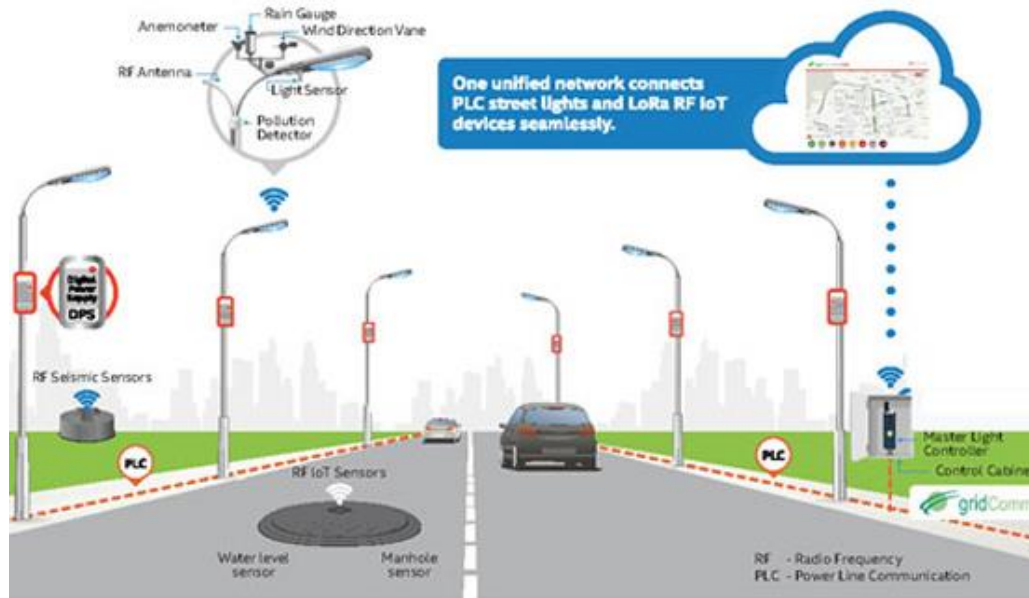 Rain Gauge
Anemometer
Wind Direction Vane
RF Antenna
Light Sensor
Pollution
Detector
One unified network connects
PLC street lights and LoRa RF IoT
devices seamlessly.
Digital
Power
Supply
DPS
RF Seismic Sensors
PLC
RF IoT Sensors
PLC
Master Light
Controller
Control Cabine
gridComm
Water level
sensor
Manhole
sensor
RF - Radio Frequency
PLC - Power Line Communication